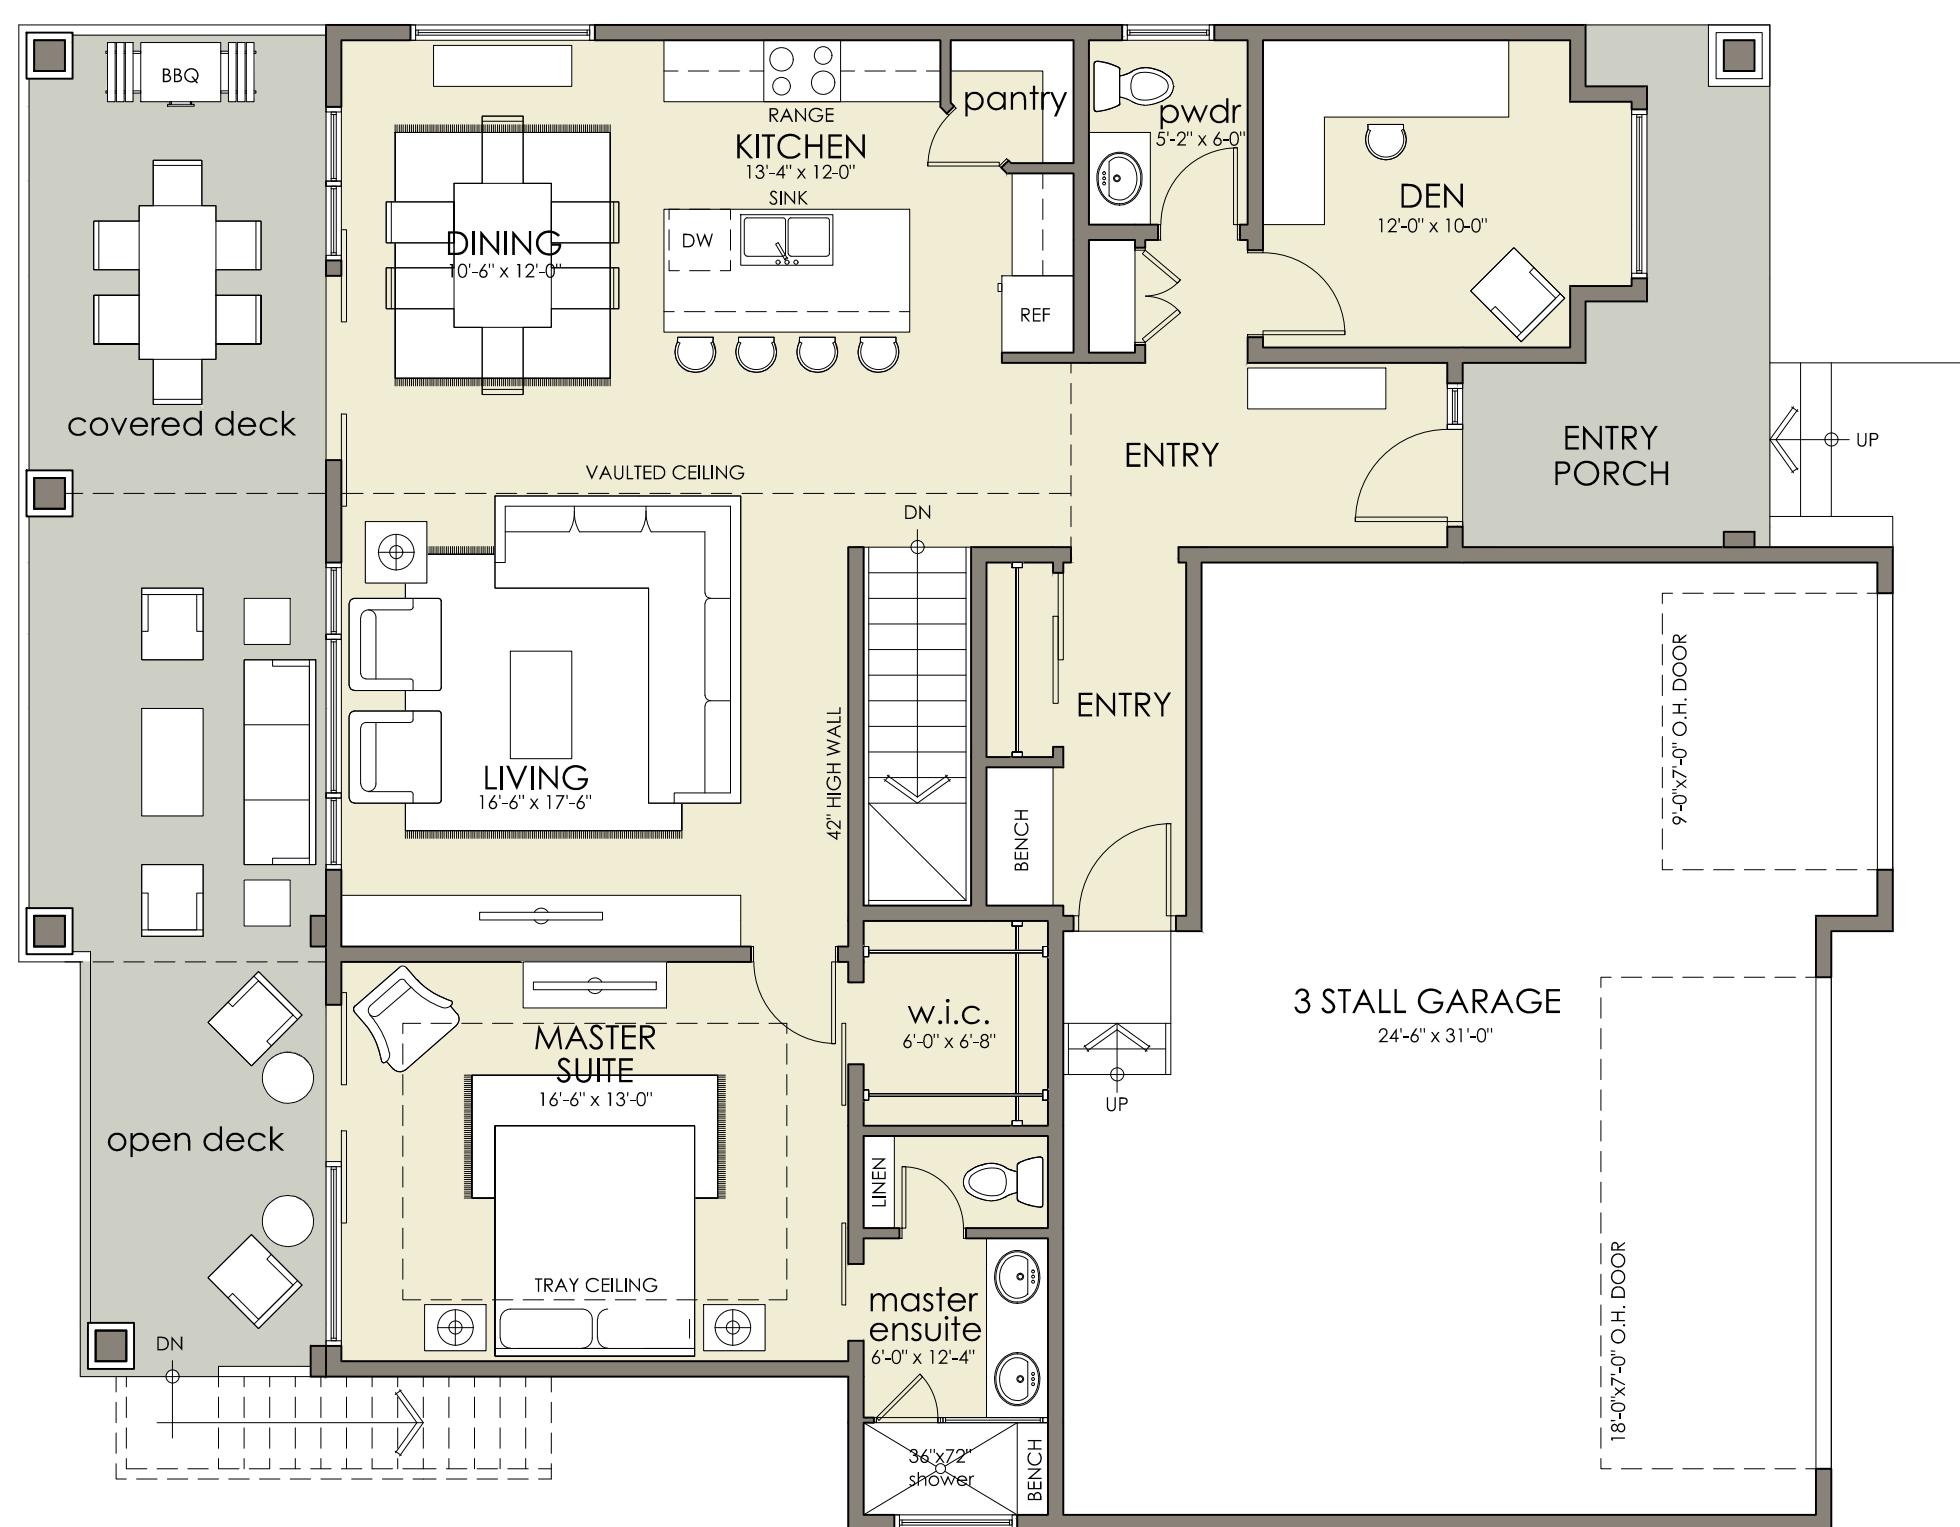 BBQ
RANGE
KITCHEN
13'-4" x 12-0"
SINK
DW
pantry
pwdr
5'-2" x 6-0"
DEN
12'-0" x 10-0"
DINING
10'-6" x 12'-0"
REF
covered deck
VAULTED CEILING
ENTRY
ENTRY
PORCH
UP
DN
LIVING
16'-6" x 17'-6"
42" HIGH WALL
ENTRY
BENCH
9'-0"x7'-0" O.H. DOOR
3 STALL GARAGE
24'-6" x 31'-0"
w.i.c.
6'-0" x 6'-8"
MASTER
SUITE
16'-6" x 13'-0"
UP
open deck
LINEN
TRAY CEILING
master
ensuite
6'-0" x 12'-4"
DN
18'-0"x7'-0" O.H. DOOR
36"x72"
shower
BENCH